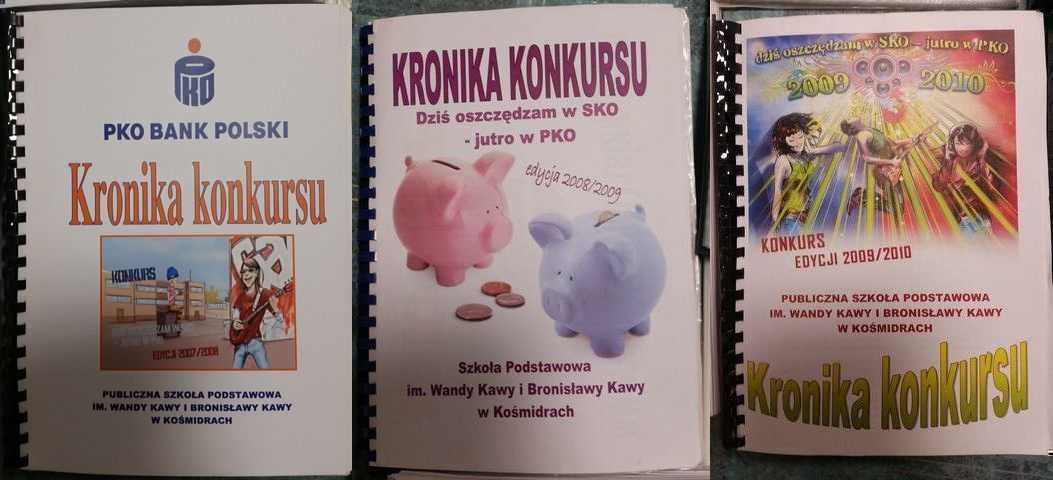 PKO
PKO BANK POLSKI
Kronika konkursu
KONKURS
EDYCJI 2007/2008
PUBLICZNA SZKOŁA PODSTAWOWA
IM. WANDY KAWY I BRONISŁAWY KAWY
W KOŚMIDRACH
KRONIKA KONKURSU
Dziś oszczędzam w SKO
- jutro w PKO
edycja 2008/2009
Szkoła Podstawowa
im. Wandy Kawy i Bronisławy Kawy
w Kośmidrach
dziś oszczędzam w SKO – jutro w PKO
2009 2010
KONKURS
EDYCJI 2009/2010
PUBLICZNA SZKOŁA PODSTAWOWA
IM. WANDY KAWY I BRONISŁAWY KAWY
W KOŚMIDRACH
Kronika konkursu